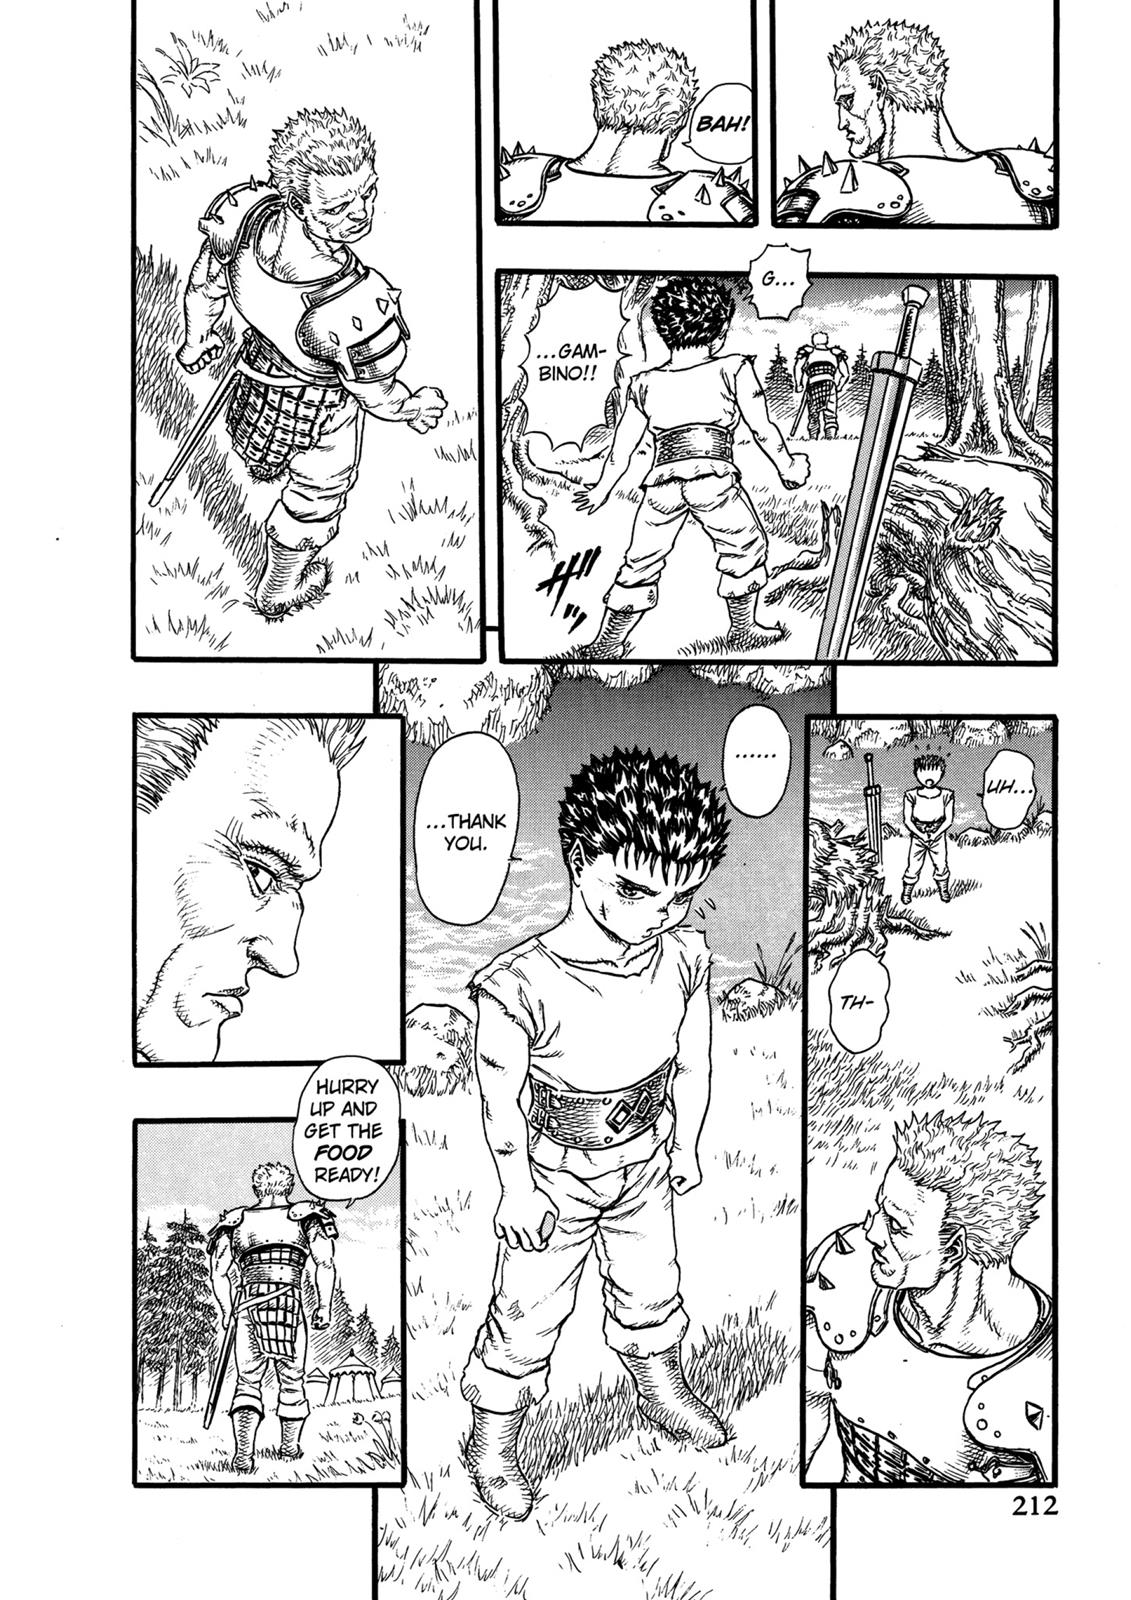 BAH!
G...
...GAM-
BINO!!
UH...
TH-
......
...THANK
YOU.
HURRY
UP AND
GET THE
FOOD
READY!
212